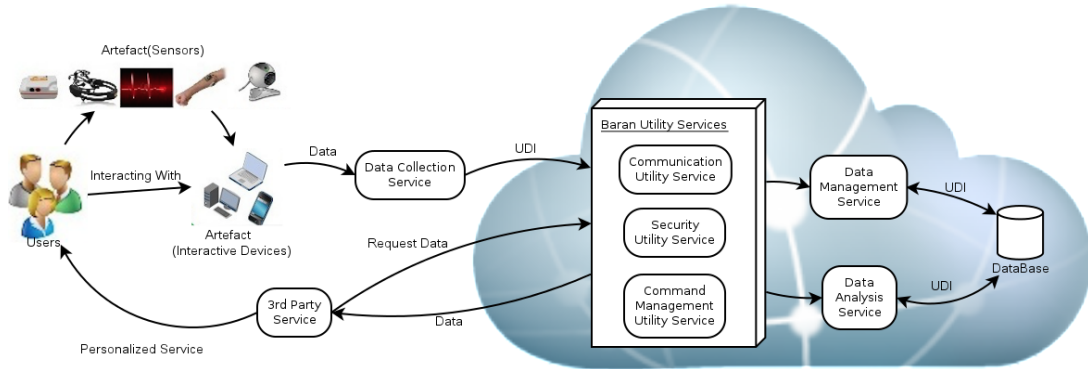 Artefact(Sensors)
Users
Interacting With
Artefact
(Interactive Devices)
Data
Data Collection
Service
UDI
Baran Utility Services
Communication
Utility Service
Security
Utility Service
Command
Management
Utility Service
Data
Management
Service
UDI
DataBase
Data
Analysis
Service
UDI
Request Data
Data
3rd Party
Service
Personalized Service